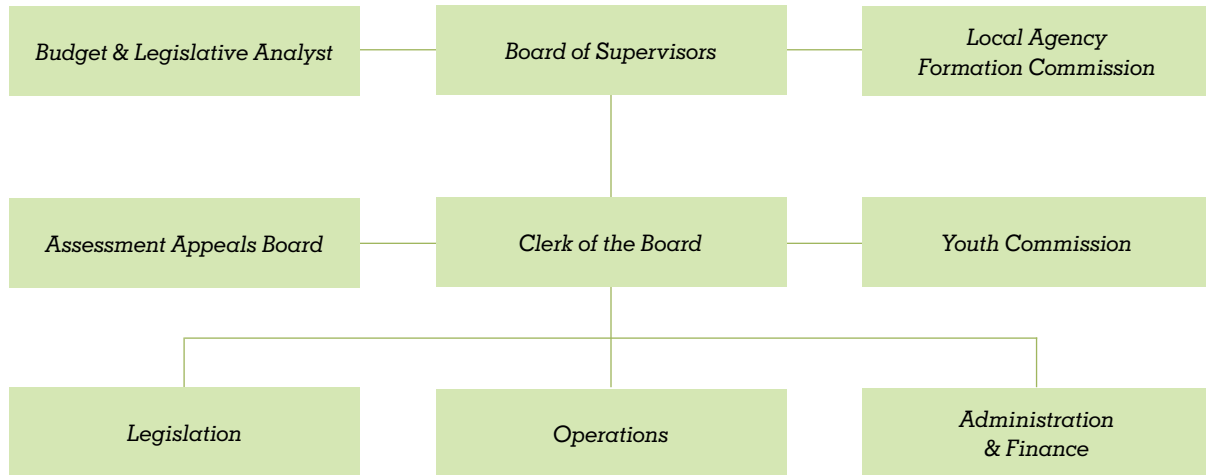 Budget & Legislative Analyst
Board of Supervisors
Local Agency
Formation Commission
Assessment Appeals Board
Clerk of the Board
Youth Commission
Legislation
Operations
Administration
& Finance